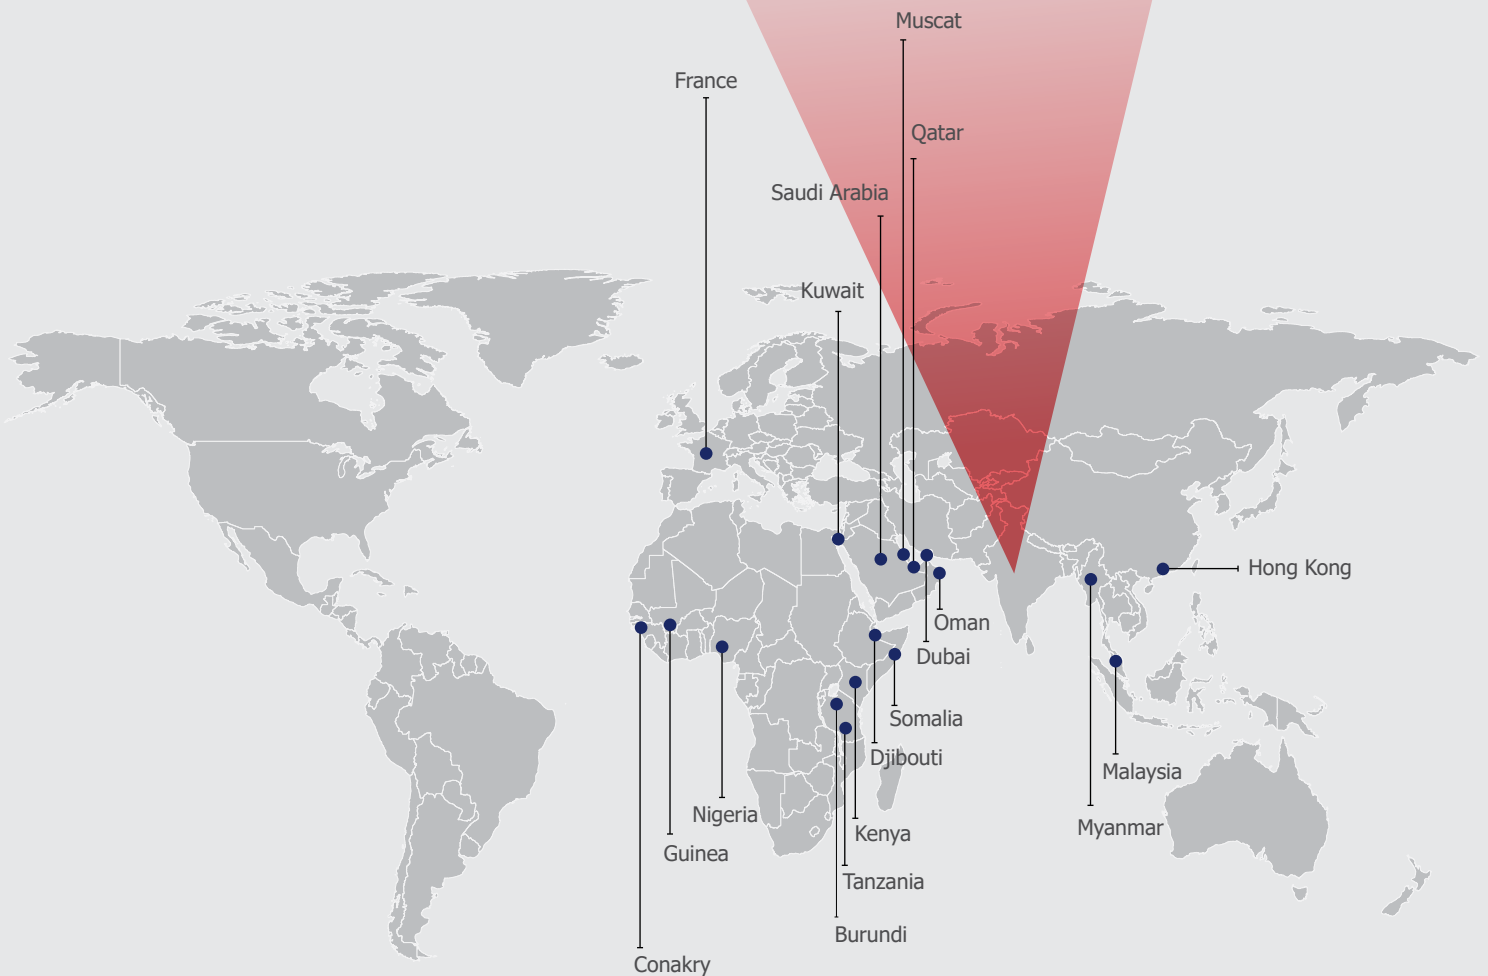 Muscat
France
Qatar
Saudi Arabia
Kuwait
Hong Kong
Oman
Dubai
Somalia
Djibouti
Malaysia
Nigeria
Myanmar
Kenya
Guinea
Tanzania
Burundi
Conakry